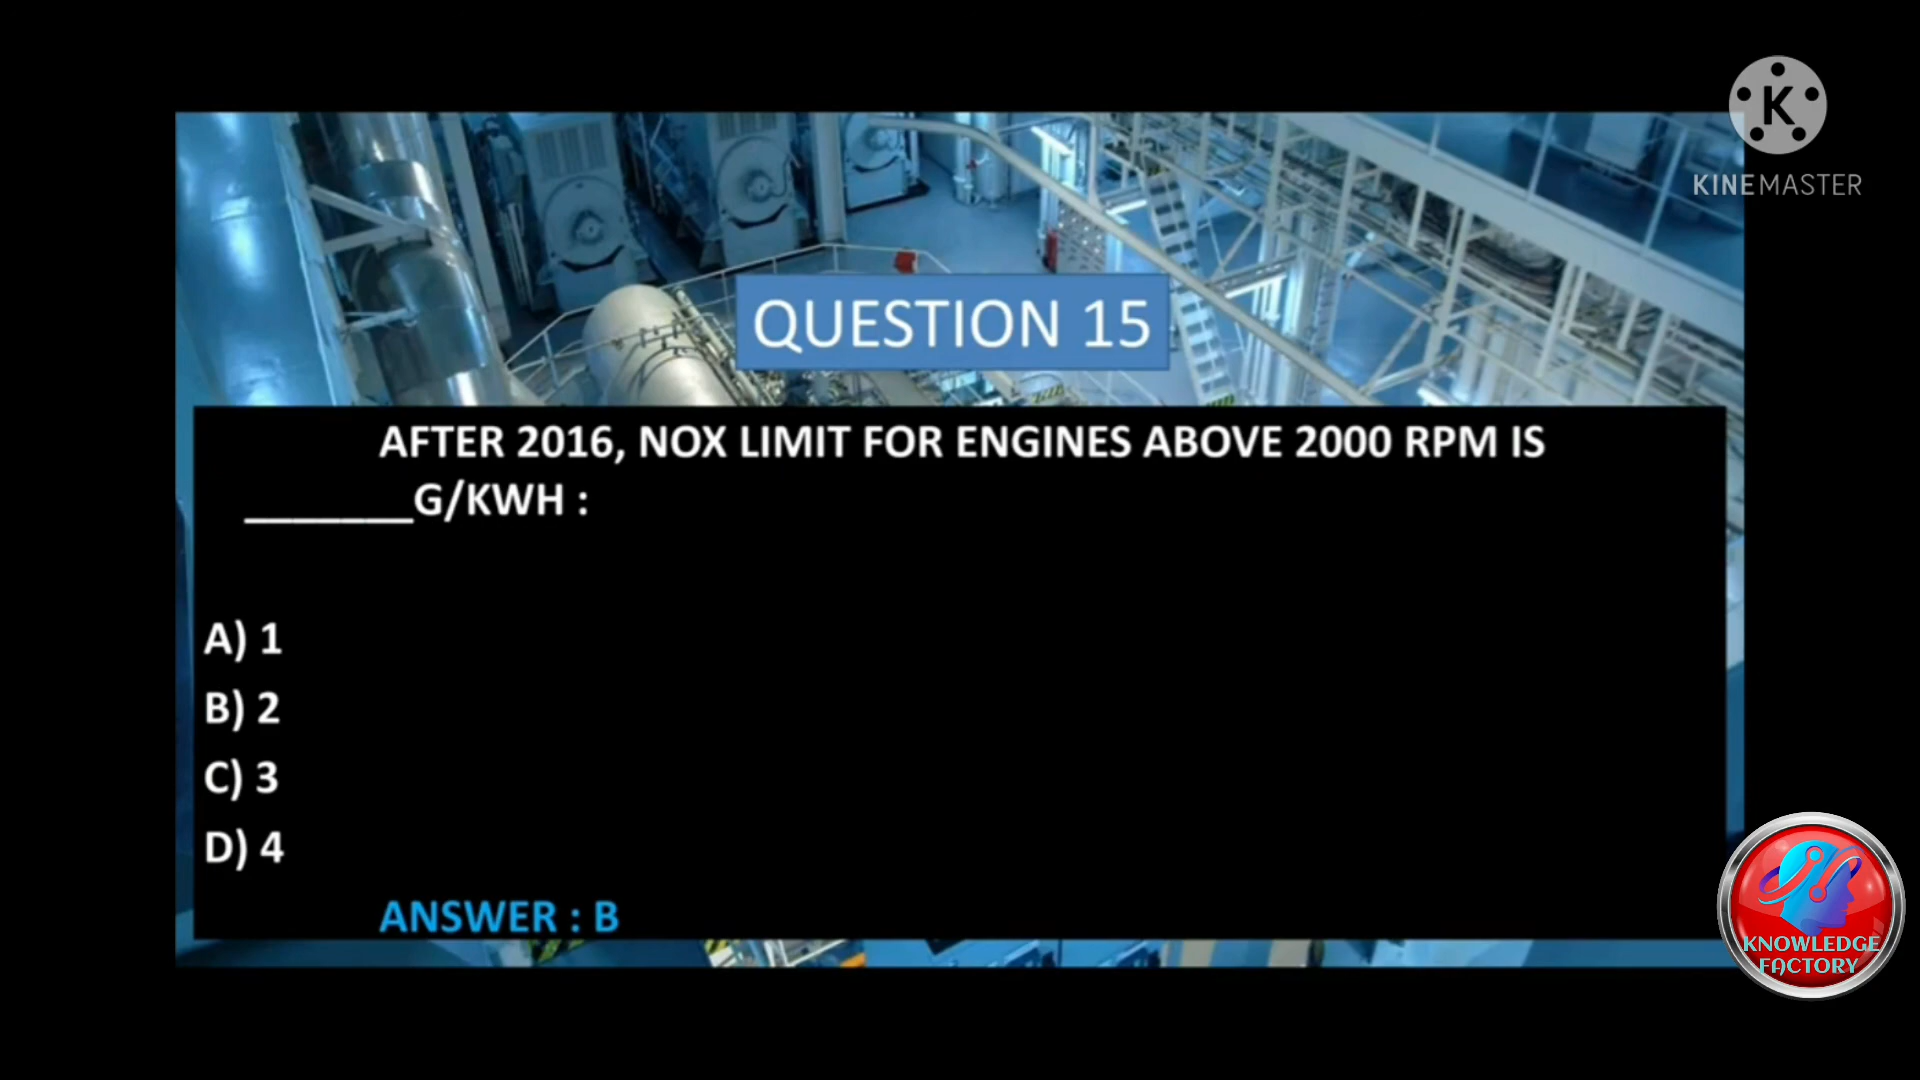 K
KINEMASTER
QUESTION 15
AFTER 2016, NOX LIMIT FOR ENGINES ABOVE 2000 RPM IS
_______G/KWH :
A) 1
B) 2
C) 3
D) 4
ANSWER : B
KNOWLEDGE
FACTORY